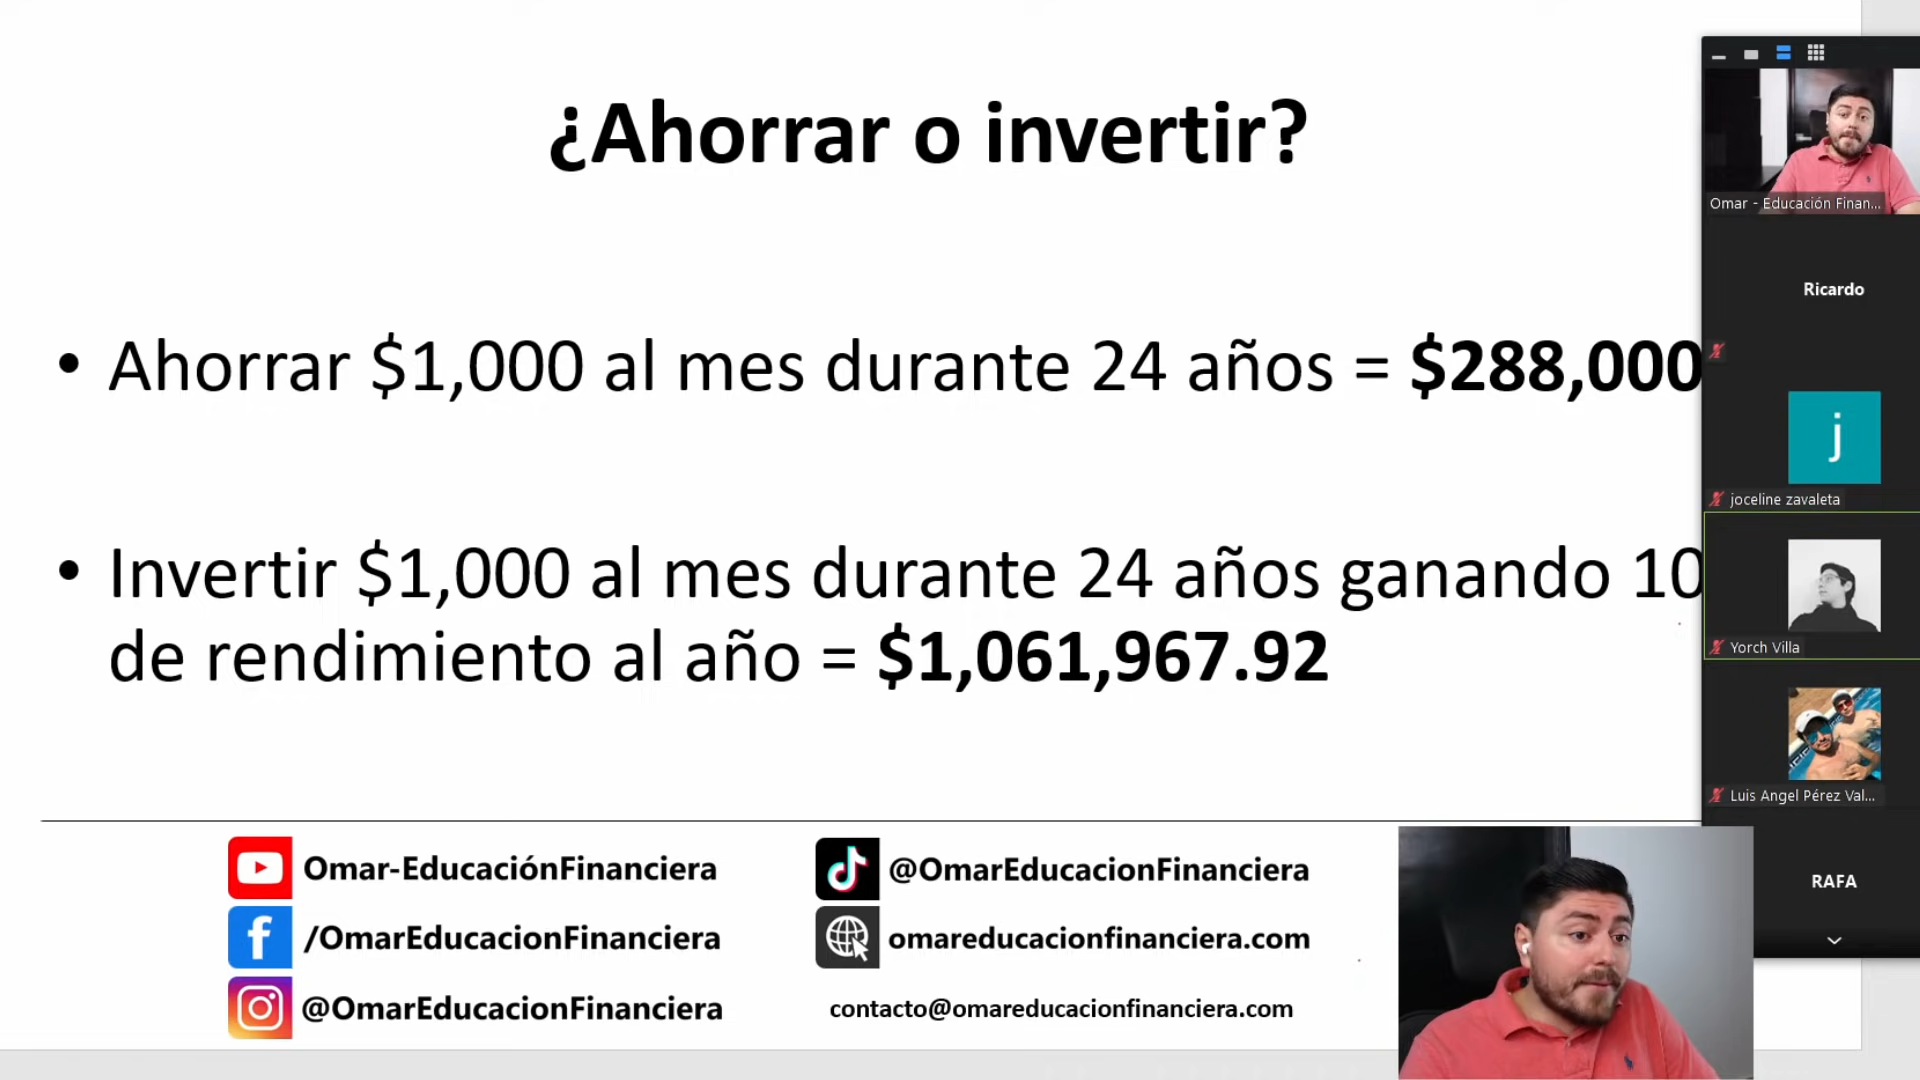 ¿Ahorrar o invertir?
• Ahorrar $1,000 al mes durante 24 años = $288,000
• Invertir $1,000 al mes durante 24 años ganando 10
de rendimiento al año = $1,061,967.92
Omar-EducaciónFinanciera
/OmarEducacionFinanciera
@OmarEducacionFinanciera
@OmarEducacionFinanciera
omareducacionfinanciera.com
contacto@omareducacionfinanciera.com
Omar - Educación Finan...
Ricardo
j
joceline zavaleta
Yorch Villa
Luis Angel Pérez Val...
RAFA